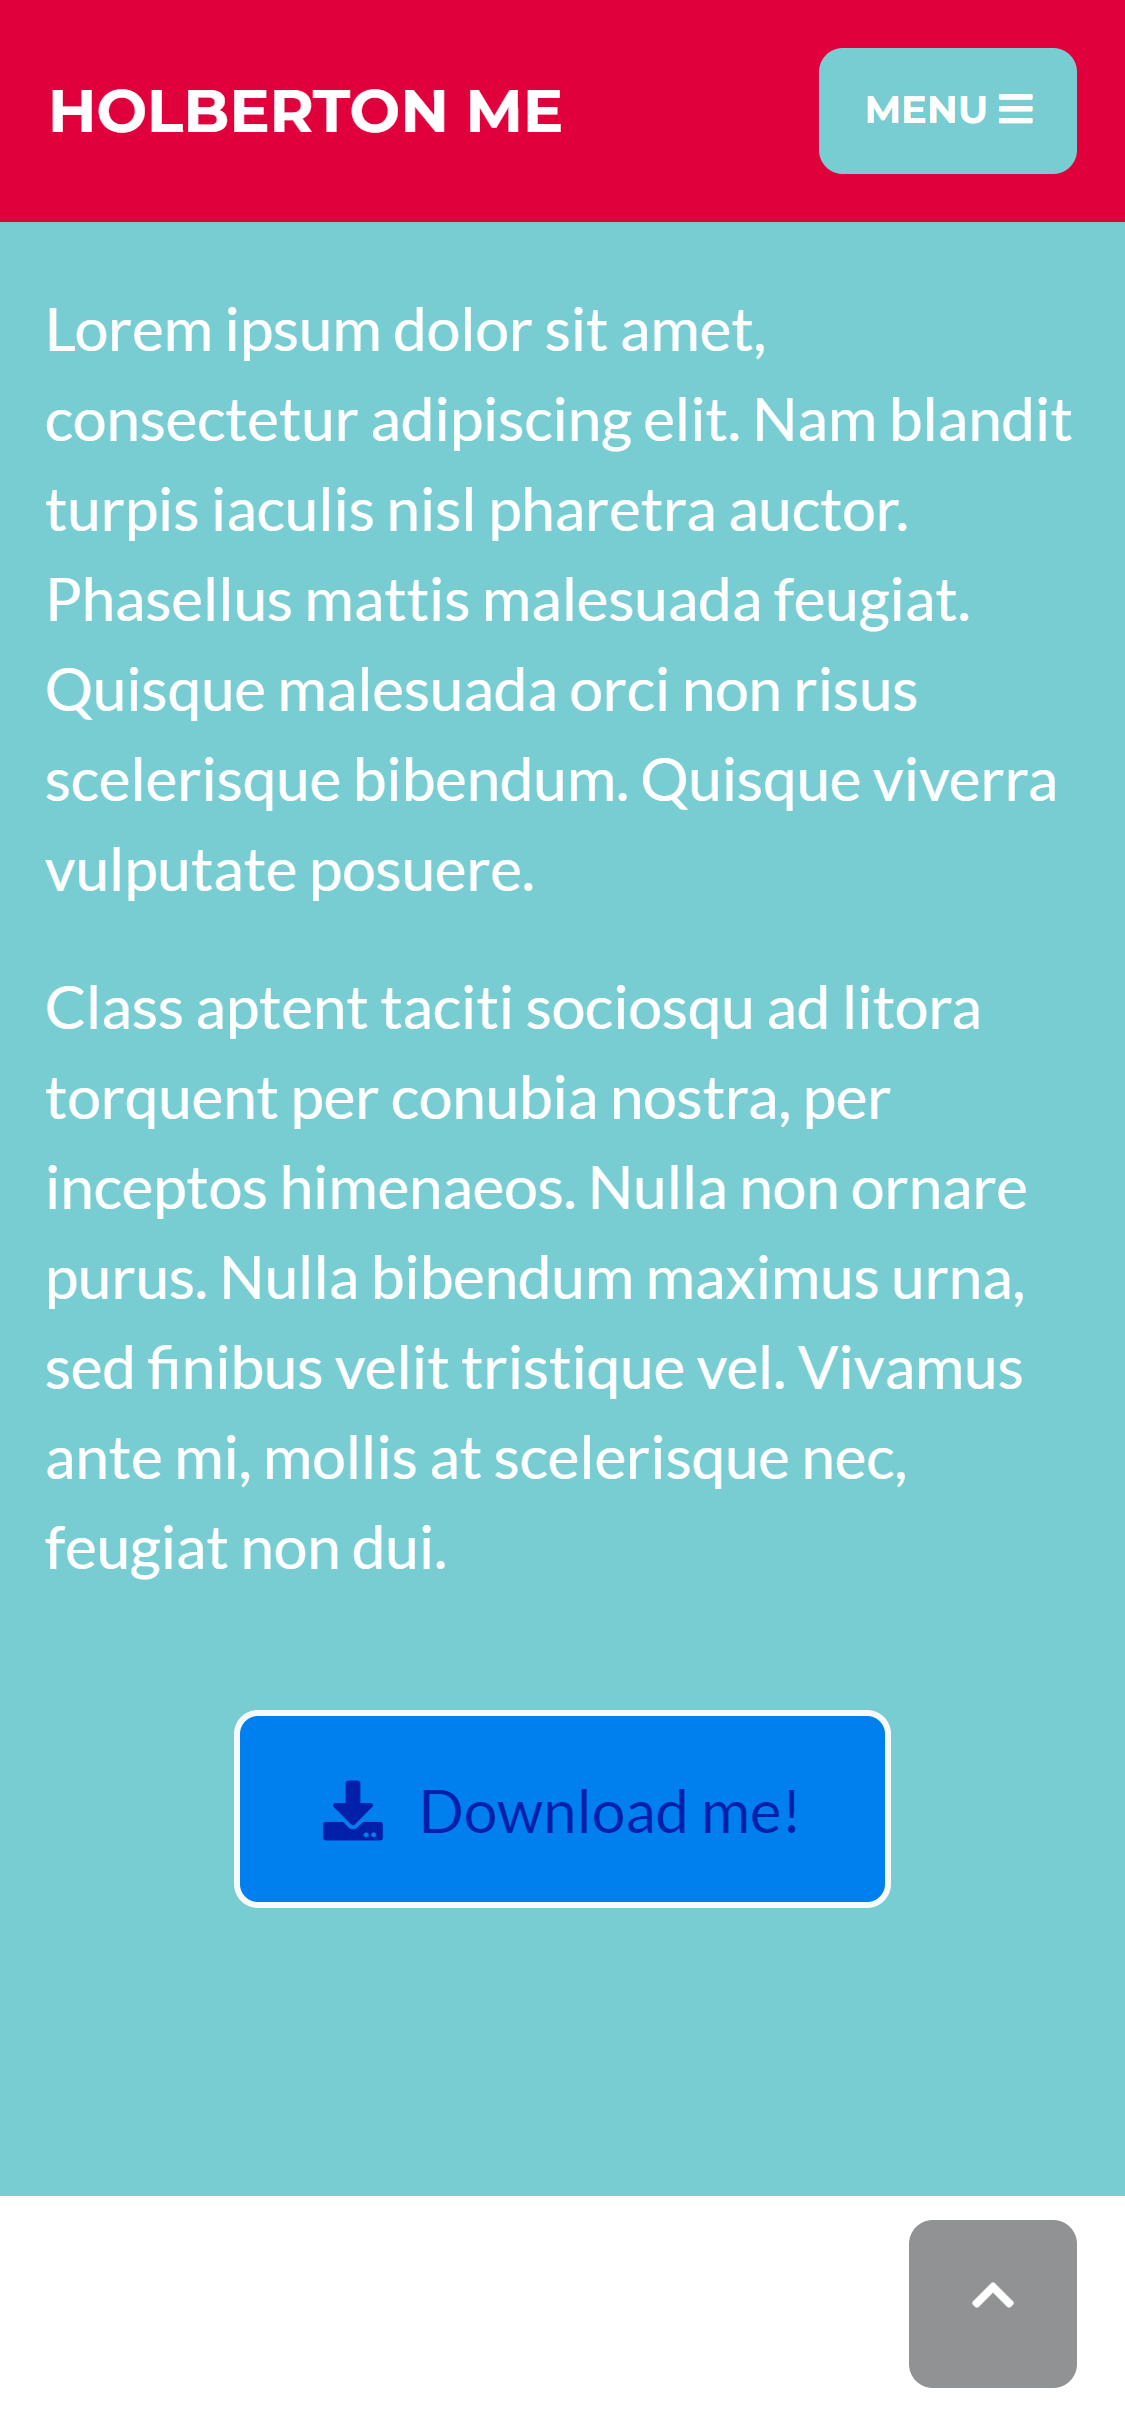 HOLBERTON ME
MENU
Lorem ipsum dolor sit amet,
consectetur adipiscing elit. Nam blandit
turpis iaculis nisl pharetra auctor.
Phasellus mattis malesuada feugiat.
Quisque malesuada orci non risus
scelerisque bibendum. Quisque viverra
vulputate posuere.
Class aptent taciti sociosqu ad litora
torquent per conubia nostra, per
inceptos himenaeos. Nulla non ornare
purus. Nulla bibendum maximus urna,
sed finibus velit tristique vel. Vivamus
ante mi, mollis at scelerisque nec,
feugiat non dui.
Download me!